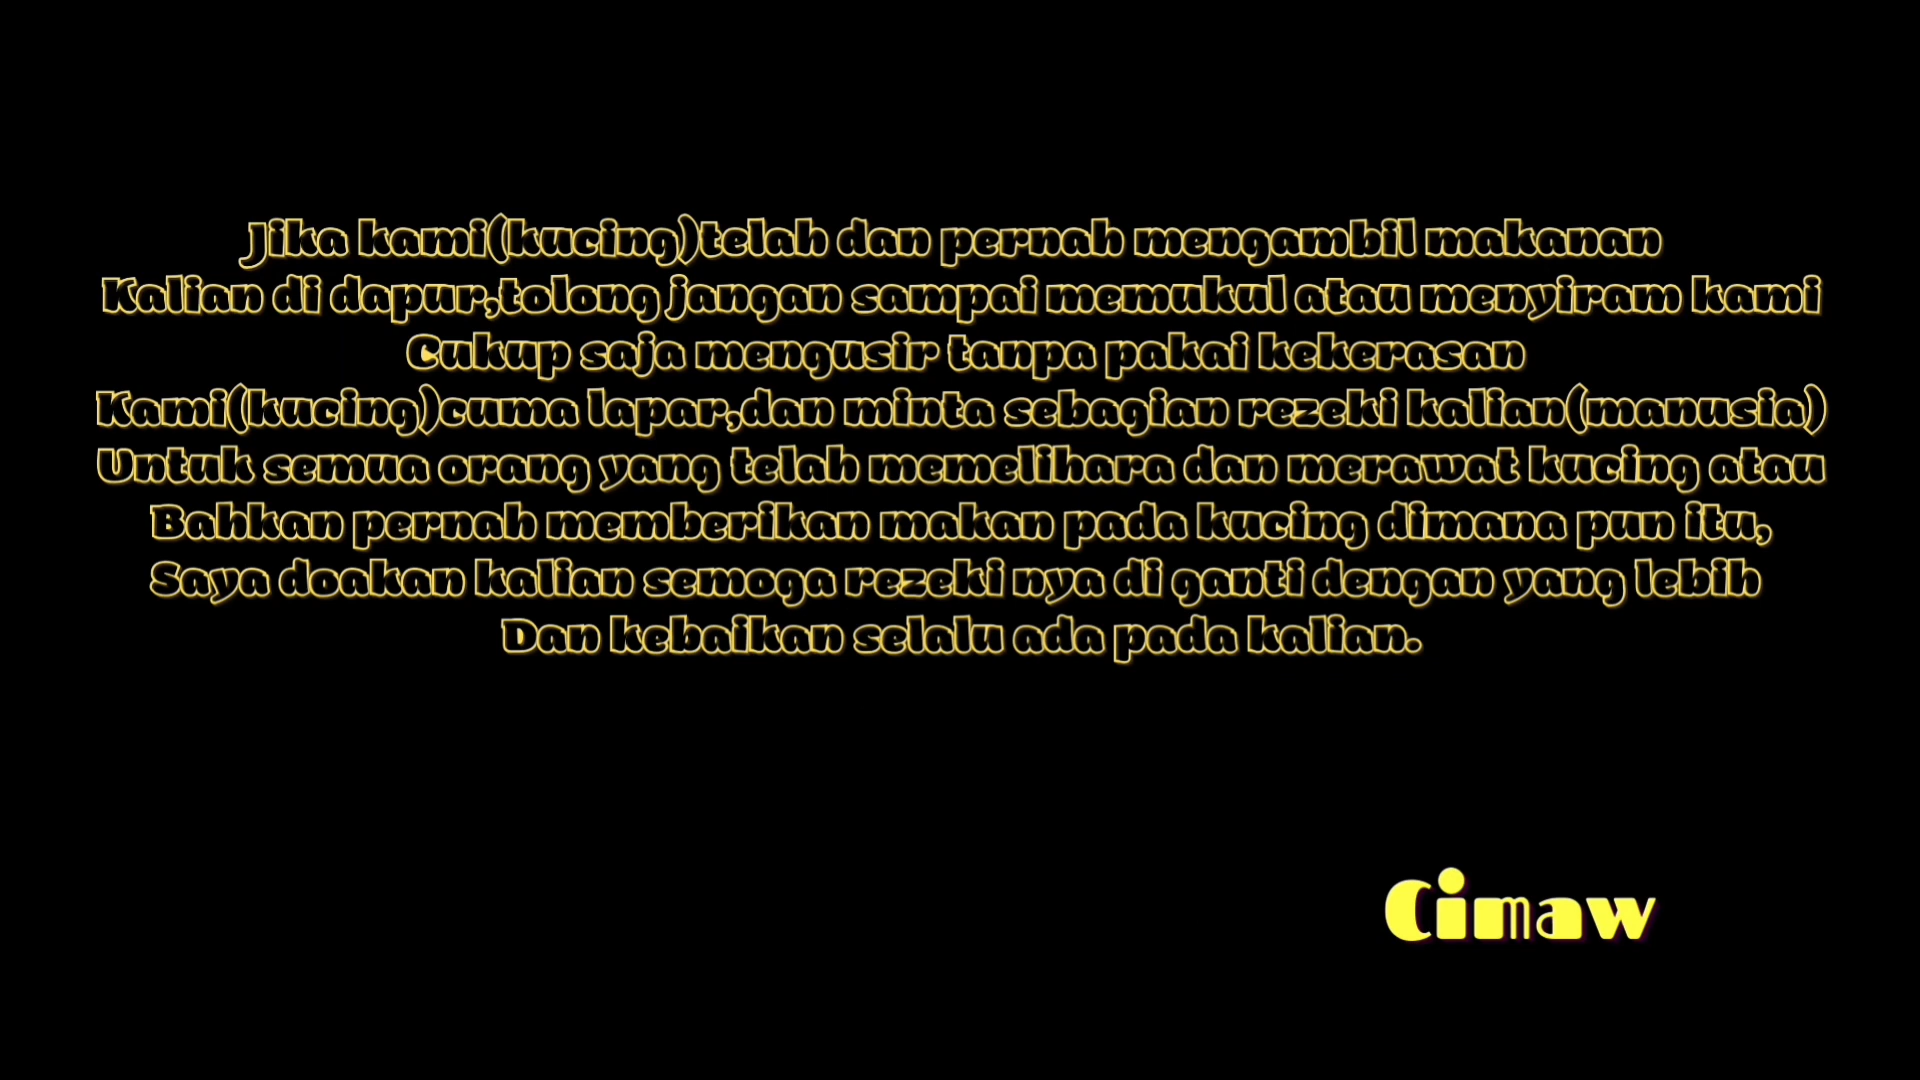 Jika kami(kucing)telah dan pernah mengambil makanan
Kalian di dapur,tolong jangan sampai memukul atau menyiram kami
Cukup saja mengusir tanpa pakai kekerasan
Kami(kucing)cuma lapar,dan minta sebagian rezeki kalian(manusia)
Untuk semua orang yang telah memelihara dan merawat kucing atau
Bahkan pernah memberikan makan pada kucing dimana pun itu,
Saya doakan kalian semoga rezeki nya di ganti dengan yang lebih
Dan kebaikan selalu ada pada kalian.
Cimaw